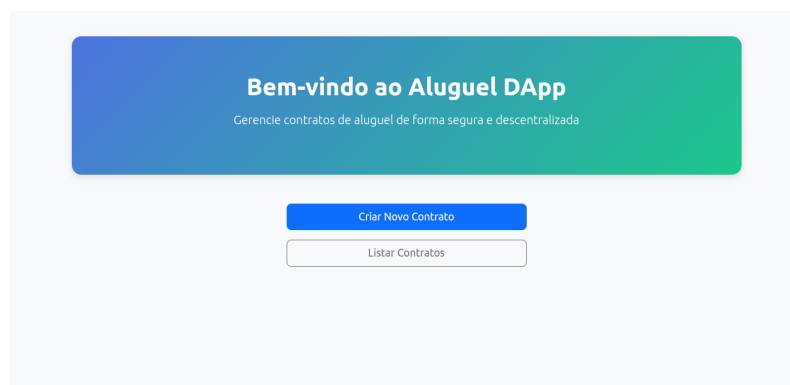 Bem-vindo ao Aluguel DApp
Gerencie contratos de aluguel de forma segura e descentralizada
Criar Novo Contrato
Listar Contratos